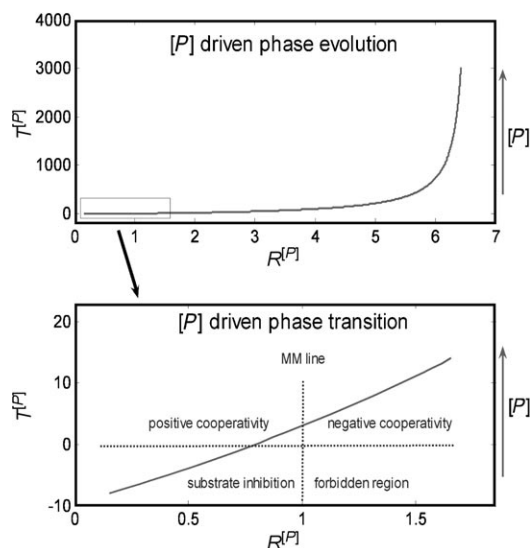 [P] driven phase evolution
4000
3000
2000
1000
0
T[P]
0 1 2 3 4 5 6 7
R[P]
[P]
[P] driven phase transition
MM line
20
10
0
-10
T[P]
positive cooperativity
negative cooperativity
substrate inhibition
forbidden region
0 0.5 1 1.5
R[P]
[P]